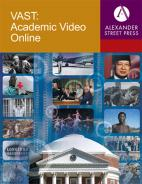 VAST:
Academic Video
Online
ALEXANDER
STREET PRESS